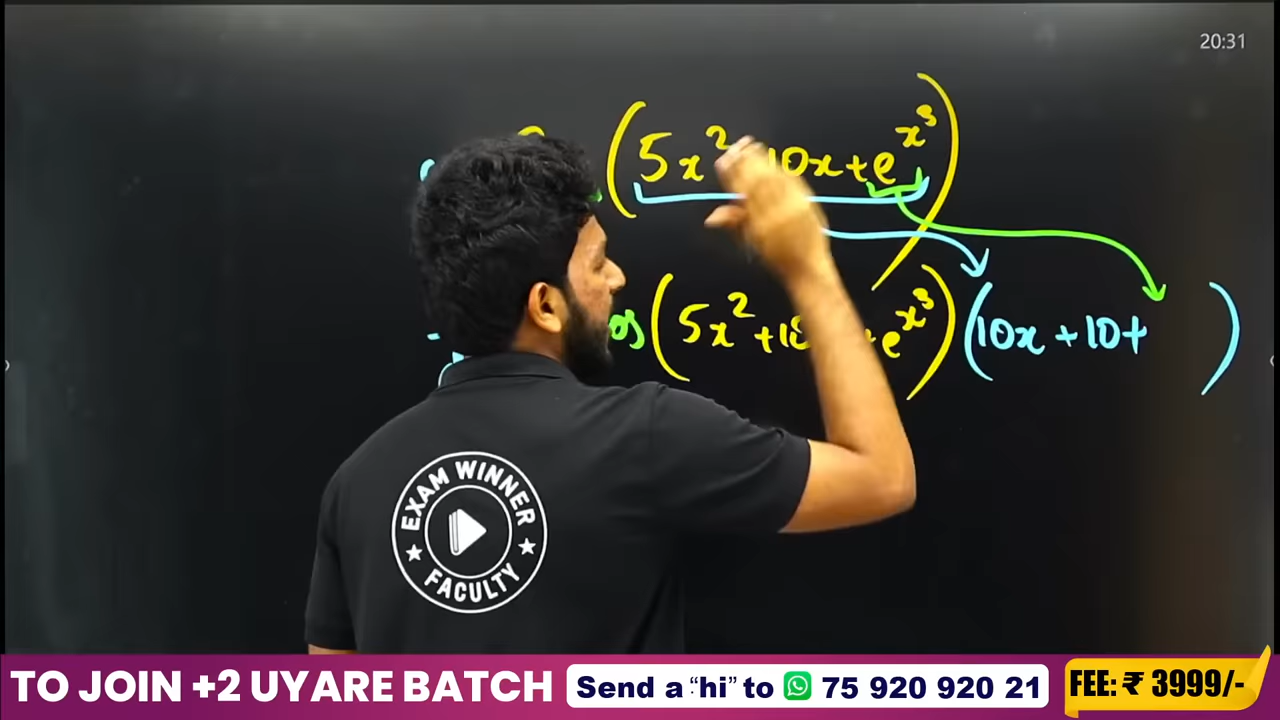 20:31
(5x² 10x+e^x³)
os(5x²+1 e^x³)(10x+10+ )
EXAM WINNER
FACULTY
TO JOIN +2 UYARE BATCH
Send a “hi” to 75 920 920 21
FEE: ₹ 3999/-